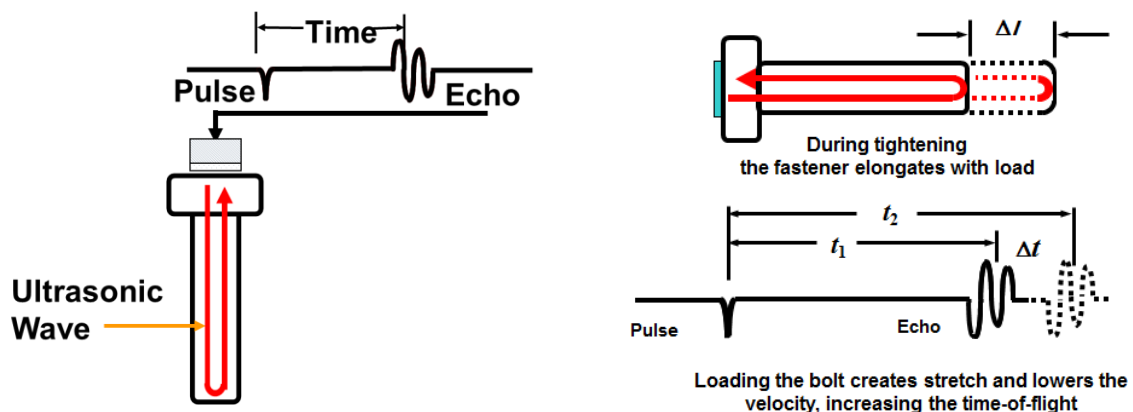 Time
Pulse
Echo
Ultrasonic
Wave
Δl
During tightening
the fastener elongates with load
t2
t1
Δt
Pulse
Echo
Loading the bolt creates stretch and lowers the
velocity, increasing the time-of-flight